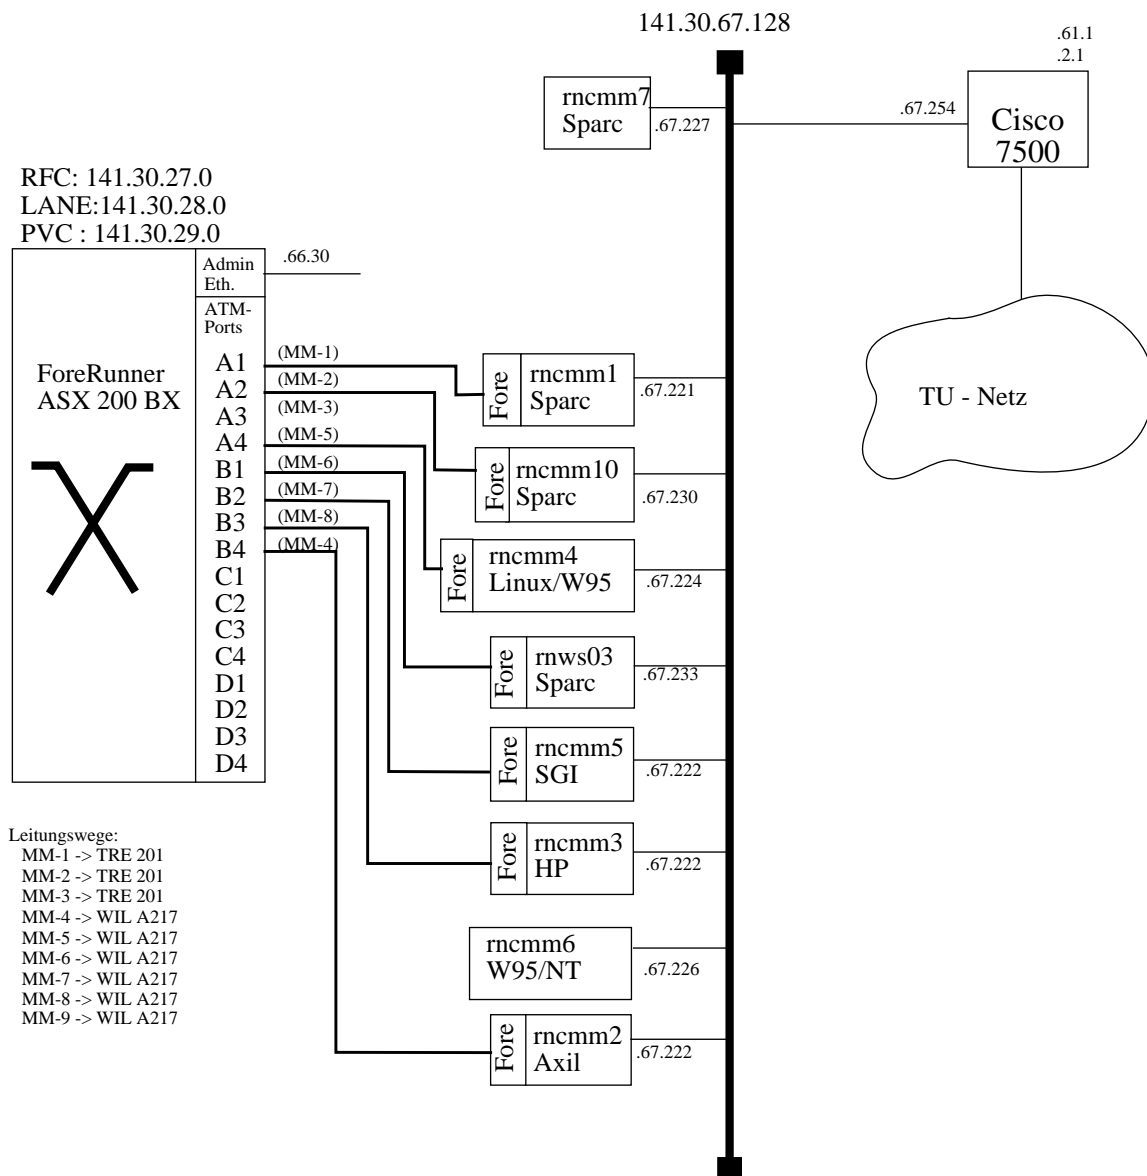 141.30.67.128
.61.1
.2.1
rncmm7
Sparc
.67.227
.67.254
Cisco
7500
RFC: 141.30.27.0
LANE:141.30.28.0
PVC : 141.30.29.0
Admin
Eth.
.66.30
ATM-
Ports
ForeRunner
ASX 200 BX
A1
A2
A3
A4
B1
B2
B3
B4
C1
C2
C3
C4
D1
D2
D3
D4
(MM-1)
(MM-2)
(MM-3)
(MM-5)
(MM-6)
(MM-7)
(MM-8)
(MM-4)
Fore
rncmm1
Sparc
.67.221
TU - Netz
Fore
rncmm10
Sparc
.67.230
Fore
rncmm4
Linux/W95
.67.224
Fore
rnws03
Sparc
.67.233
Fore
rncmm5
SGI
.67.222
Fore
rncmm3
HP
.67.222
rncmm6
W95/NT
.67.226
Fore
rncmm2
Axil
.67.222
Leitungswege:
MM-1 -> TRE 201
MM-2 -> TRE 201
MM-3 -> TRE 201
MM-4 -> WIL A217
MM-5 -> WIL A217
MM-6 -> WIL A217
MM-7 -> WIL A217
MM-8 -> WIL A217
MM-9 -> WIL A217